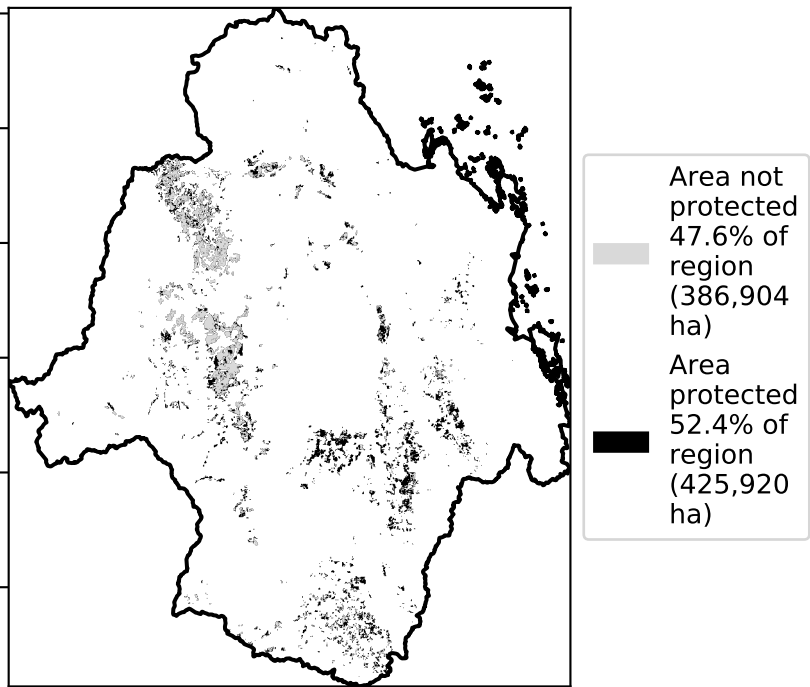 Area not
protected
47.6% of
region
(386,904
ha)
Area
protected
52.4% of
region
(425,920
ha)